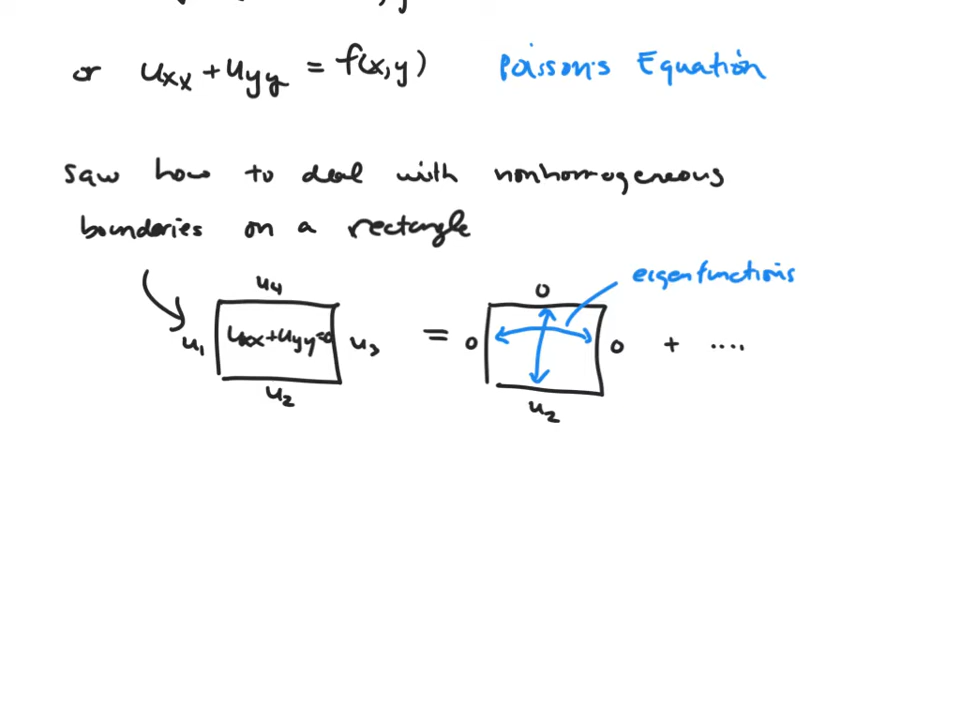 or uxx + uyy = f(x,y) Poisson's Equation
saw how to deal with nonhomogeneous
boundaries on a rectangle
eigenfunctions
u4 0
u1 uxx+uyy=0 u3 = 0 0 + ....
u2 u2